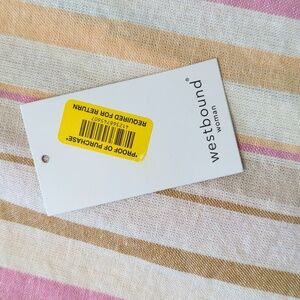 westbound®
woman
*PROOF OF PURCHASE*
REQUIRED FOR RETURN